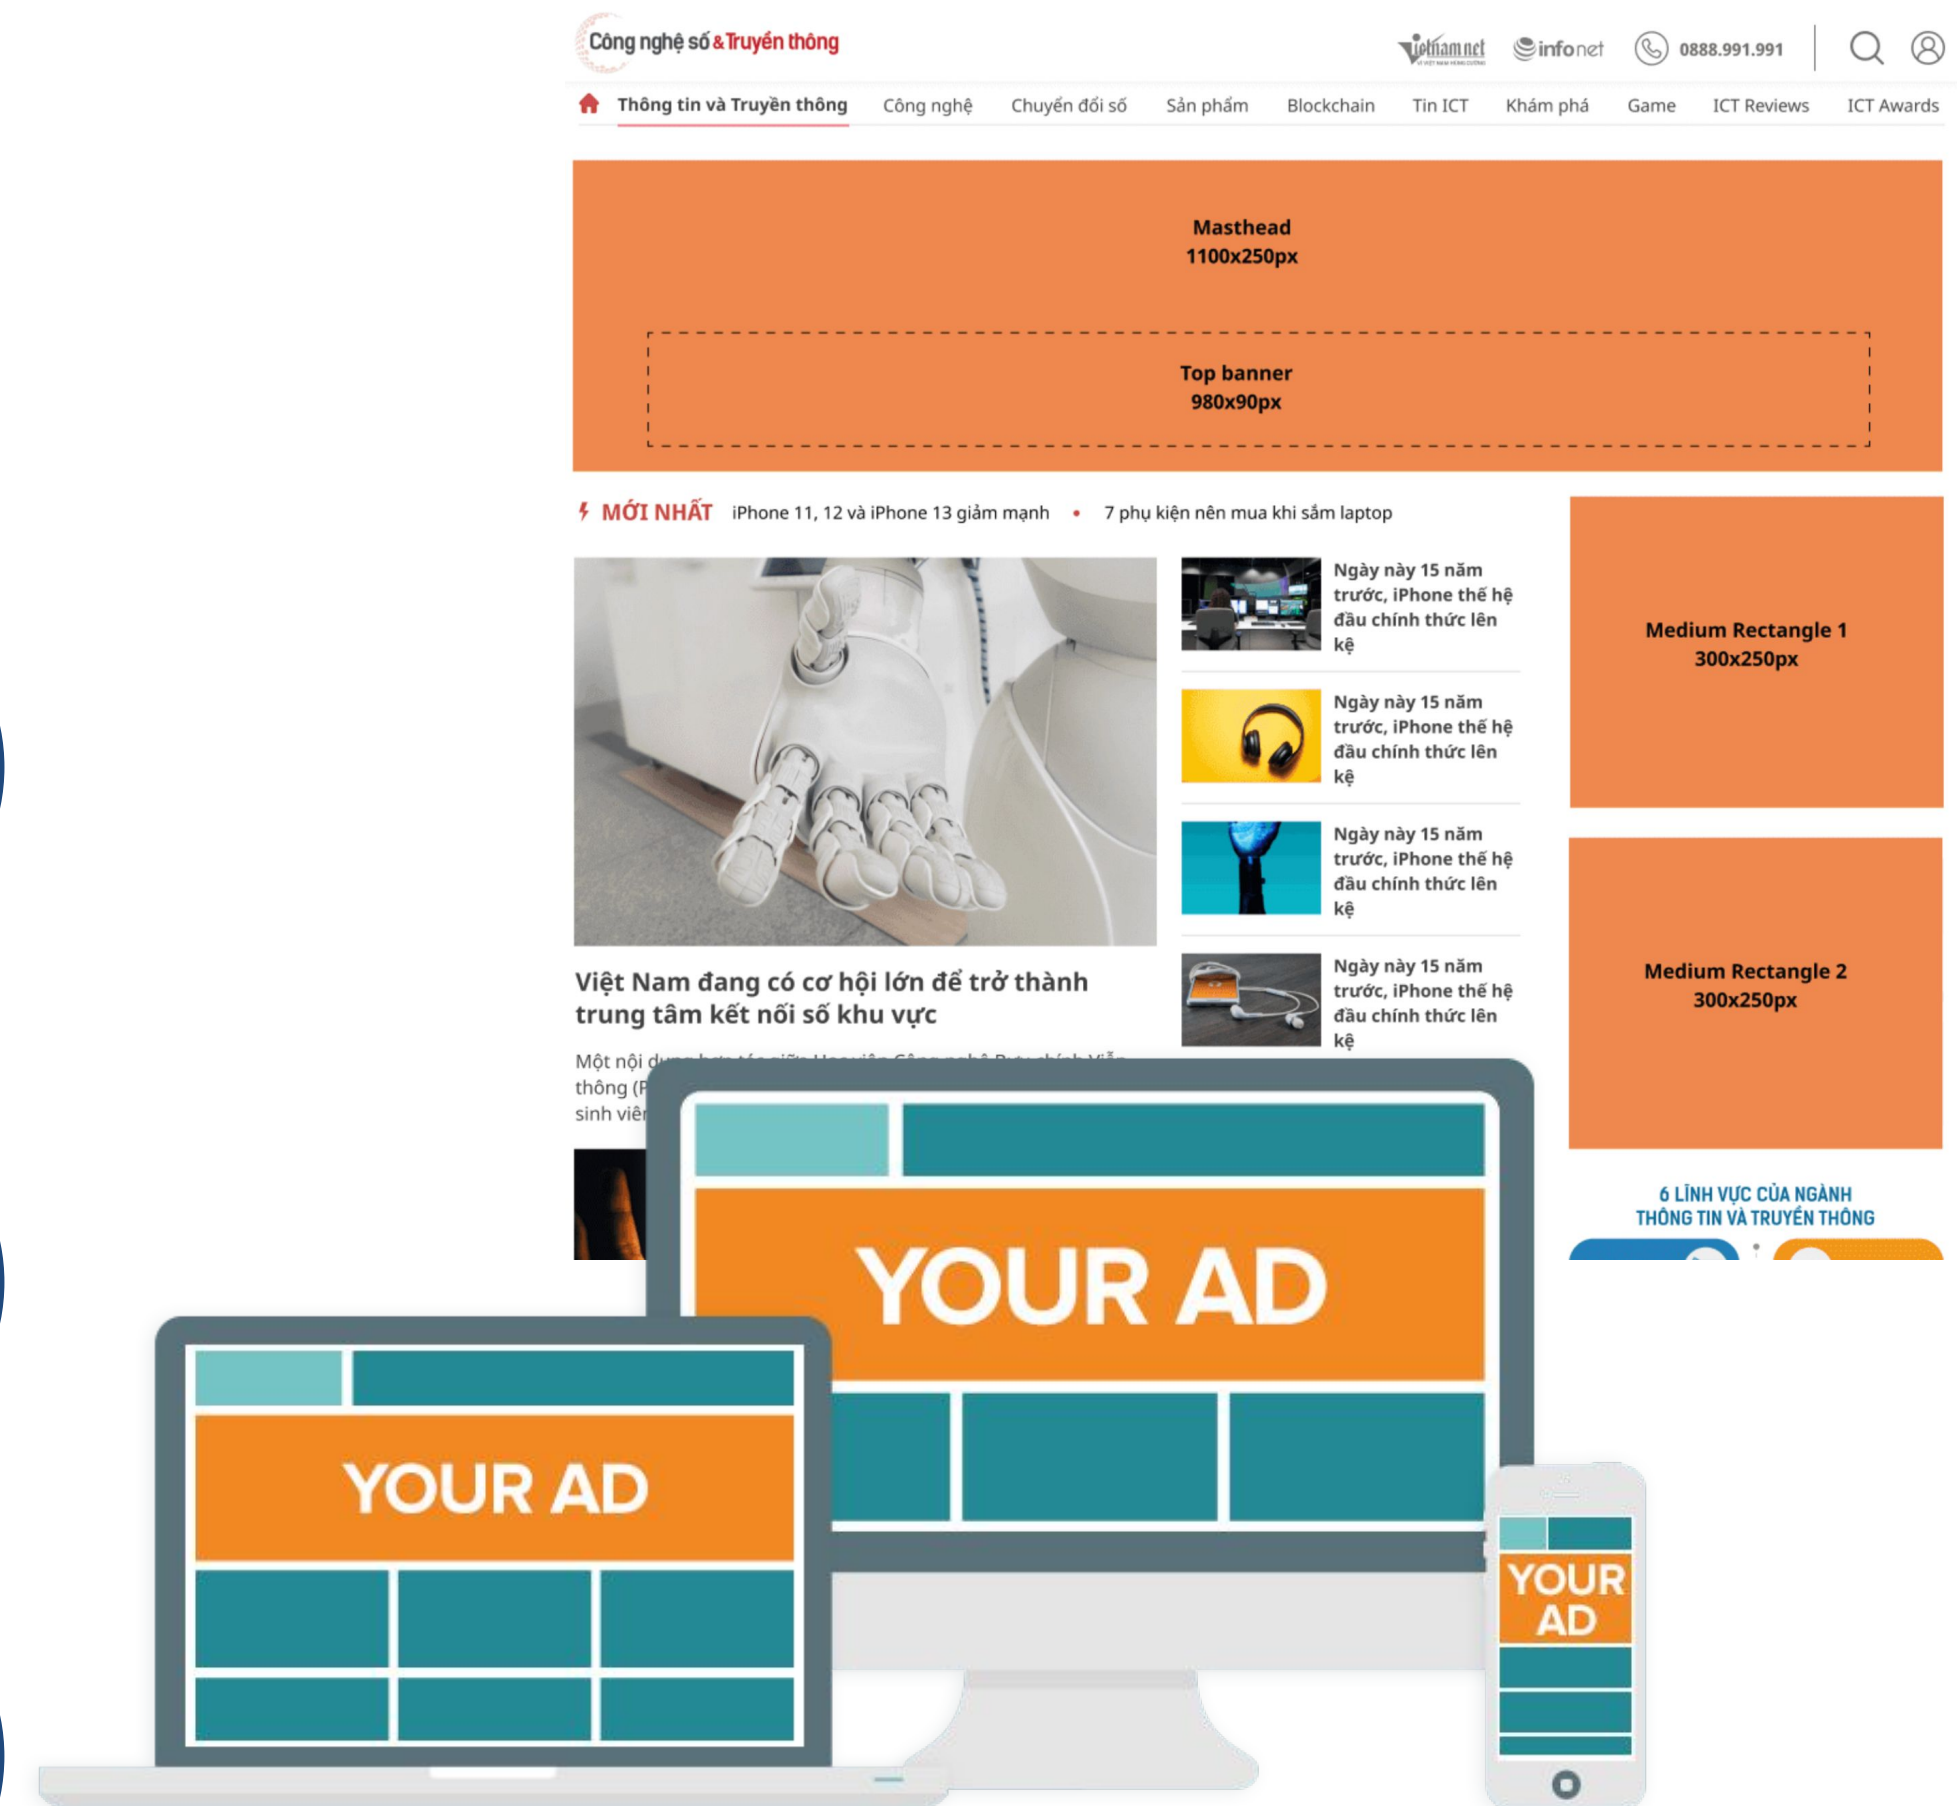 Công nghệ số & Truyền thông
vietnamnet
infonet
0888.991.991
Thông tin và Truyền thông Công nghệ Chuyển đổi số Sản phẩm Blockchain Tin ICT Khám phá Game ICT Reviews ICT Awards
Masthead
1100x250px
Top banner
980x90px
MỚI NHẤT iPhone 11, 12 và iPhone 13 giảm mạnh • 7 phụ kiện nên mua khi sắm laptop
Việt Nam đang có cơ hội lớn để trở thành
trung tâm kết nối số khu vực
Một nội
thông
sinh
Ngày này 15 năm
trước, iPhone thế hệ
đầu chính thức lên
kệ
Ngày này 15 năm
trước, iPhone thế hệ
đầu chính thức lên
kệ
Ngày này 15 năm
trước, iPhone thế hệ
đầu chính thức lên
kệ
Ngày này 15 năm
trước, iPhone thế hệ
đầu chính thức lên
kệ
Medium Rectangle 1
300x250px
Medium Rectangle 2
300x250px
6 LĨNH VỰC CỦA NGÀNH
THÔNG TIN VÀ TRUYỀN THÔNG
YOUR AD
YOUR AD
YOUR
AD